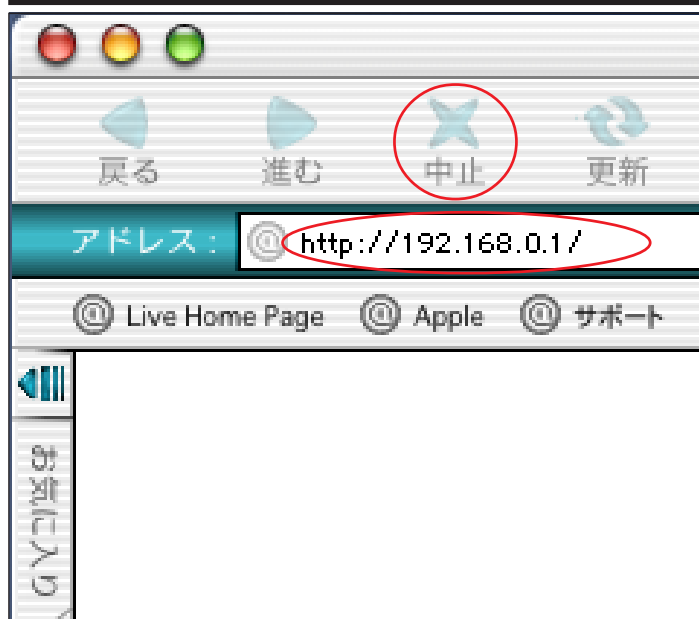 戻る 進む 中止 更新
アドレス： @ http://192.168.0.1/
@ Live Home Page @ Apple @ サポート
お気に入り